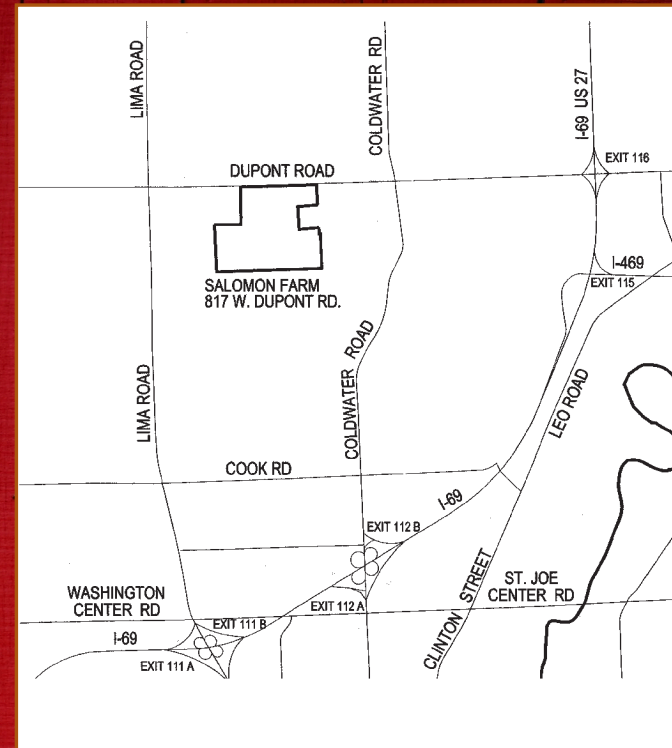 LIMA ROAD
COLDWATER RD
I-69 US 27
EXIT 116
DUPONT ROAD
I-469
EXIT 115
SALOMON FARM
817 W. DUPONT RD.
COLDWATER ROAD
LIMA ROAD
LEO ROAD
COOK RD
I-69
EXIT 112 B
WASHINGTON
CENTER RD
EXIT 112 A
CLINTON STREET
ST. JOE
CENTER RD
I-69
EXIT 111 B
EXIT 111 A